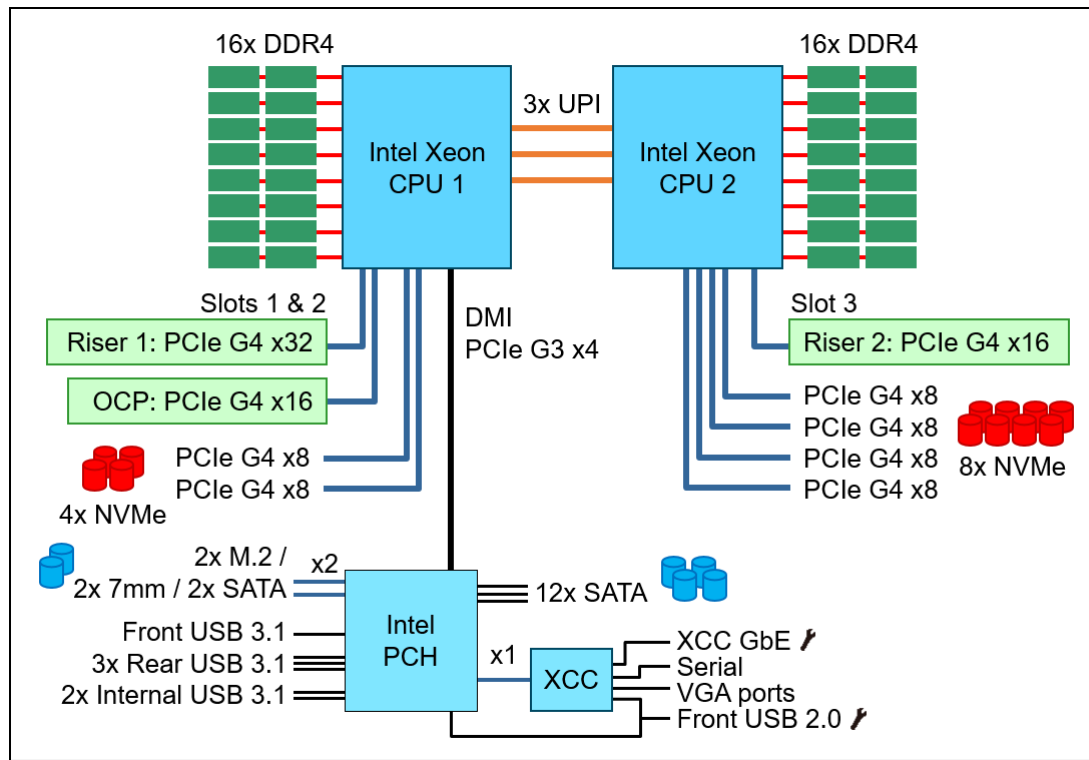 16x DDR4
16x DDR4
3x UPI
Intel Xeon
CPU 1
Intel Xeon
CPU 2
Slots 1 & 2
Riser 1: PCIe G4 x32
OCP: PCIe G4 x16
DMI
PCIe G3 x4
Slot 3
Riser 2: PCIe G4 x16
PCIe G4 x8
PCIe G4 x8
4x NVMe
PCIe G4 x8
PCIe G4 x8
PCIe G4 x8
PCIe G4 x8
8x NVMe
2x M.2 /
2x 7mm / 2x SATA
x2
12x SATA
Intel
PCH
Front USB 3.1
3x Rear USB 3.1
2x Internal USB 3.1
x1
XCC
XCC GbE
Serial
VGA ports
Front USB 2.0